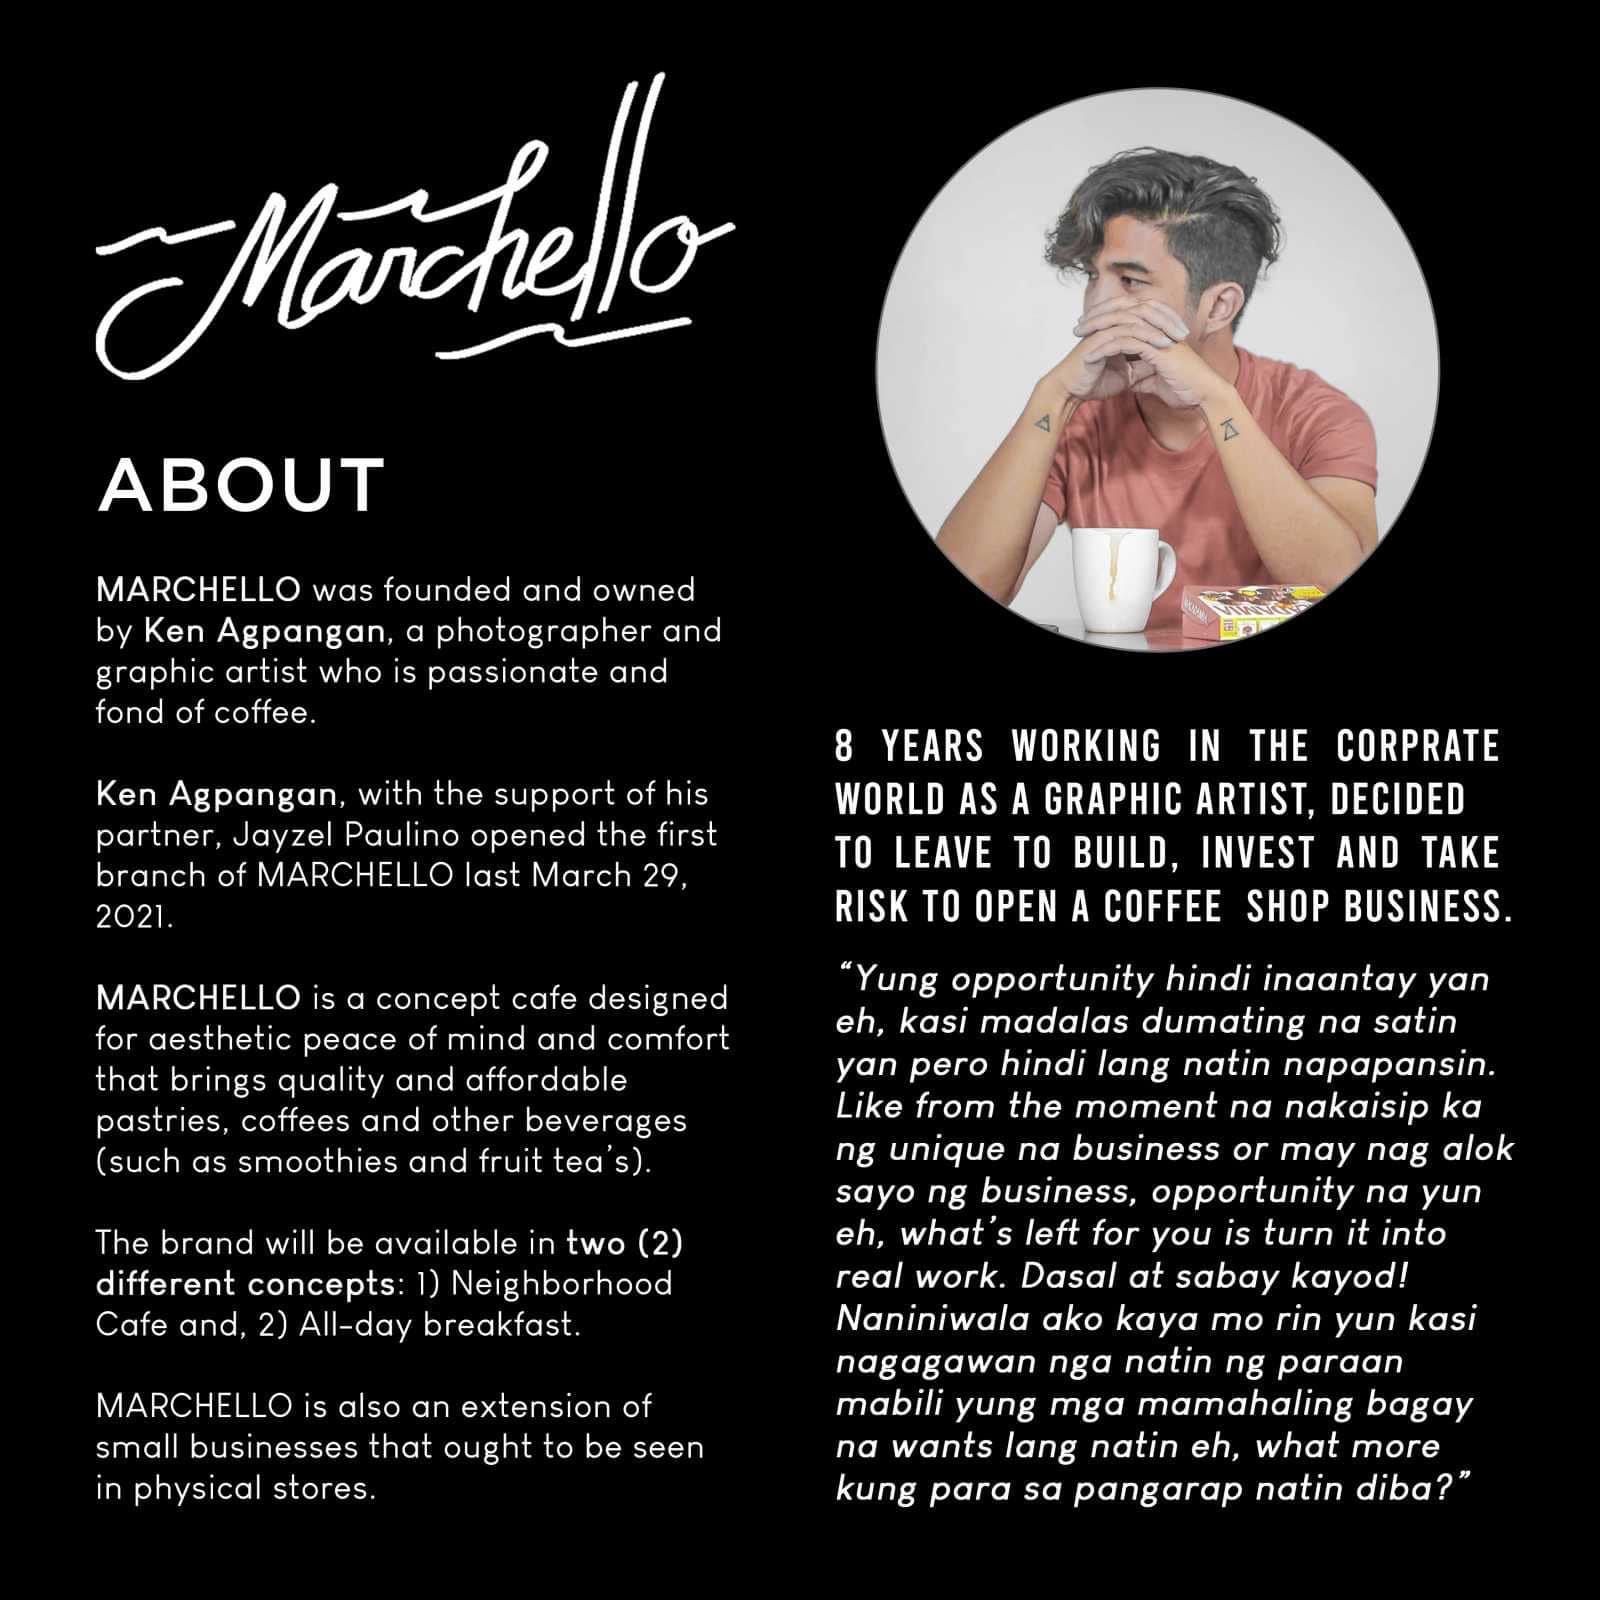 Marchello
ABOUT
MARCHELLO was founded and owned
by Ken Agpangan, a photographer and
graphic artist who is passionate and
fond of coffee.
Ken Agpangan, with the support of his
partner, Jayzel Paulino opened the first
branch of MARCHELLO last March 29,
2021.
MARCHELLO is a concept cafe designed
for aesthetic peace of mind and comfort
that brings quality and affordable
pastries, coffees and other beverages
(such as smoothies and fruit tea's).
The brand will be available in two (2)
different concepts: 1) Neighborhood
Cafe and, 2) All-day breakfast.
MARCHELLO is also an extension of
small businesses that ought to be seen
in physical stores.
8 YEARS WORKING IN THE CORPRATE
WORLD AS A GRAPHIC ARTIST, DECIDED
TO LEAVE TO BUILD, INVEST AND TAKE
RISK TO OPEN A COFFEE SHOP BUSINESS.
"Yung opportunity hindi inaantay yan
eh, kasi madalas dumating na satin
yan pero hindi lang natin napapansin.
Like from the moment na nakaisip ka
ng unique na business or may nag alok
sayo ng business, opportunity na yun
eh, what's left for you is turn it into
real work. Dasal at sabay kayod!
Naniniwala ako kaya mo rin yun kasi
nagagawan nga natin ng paraan
mabili yung mga mamahaling bagay
na wants lang natin eh, what more
kung para sa pangarap natin diba?"